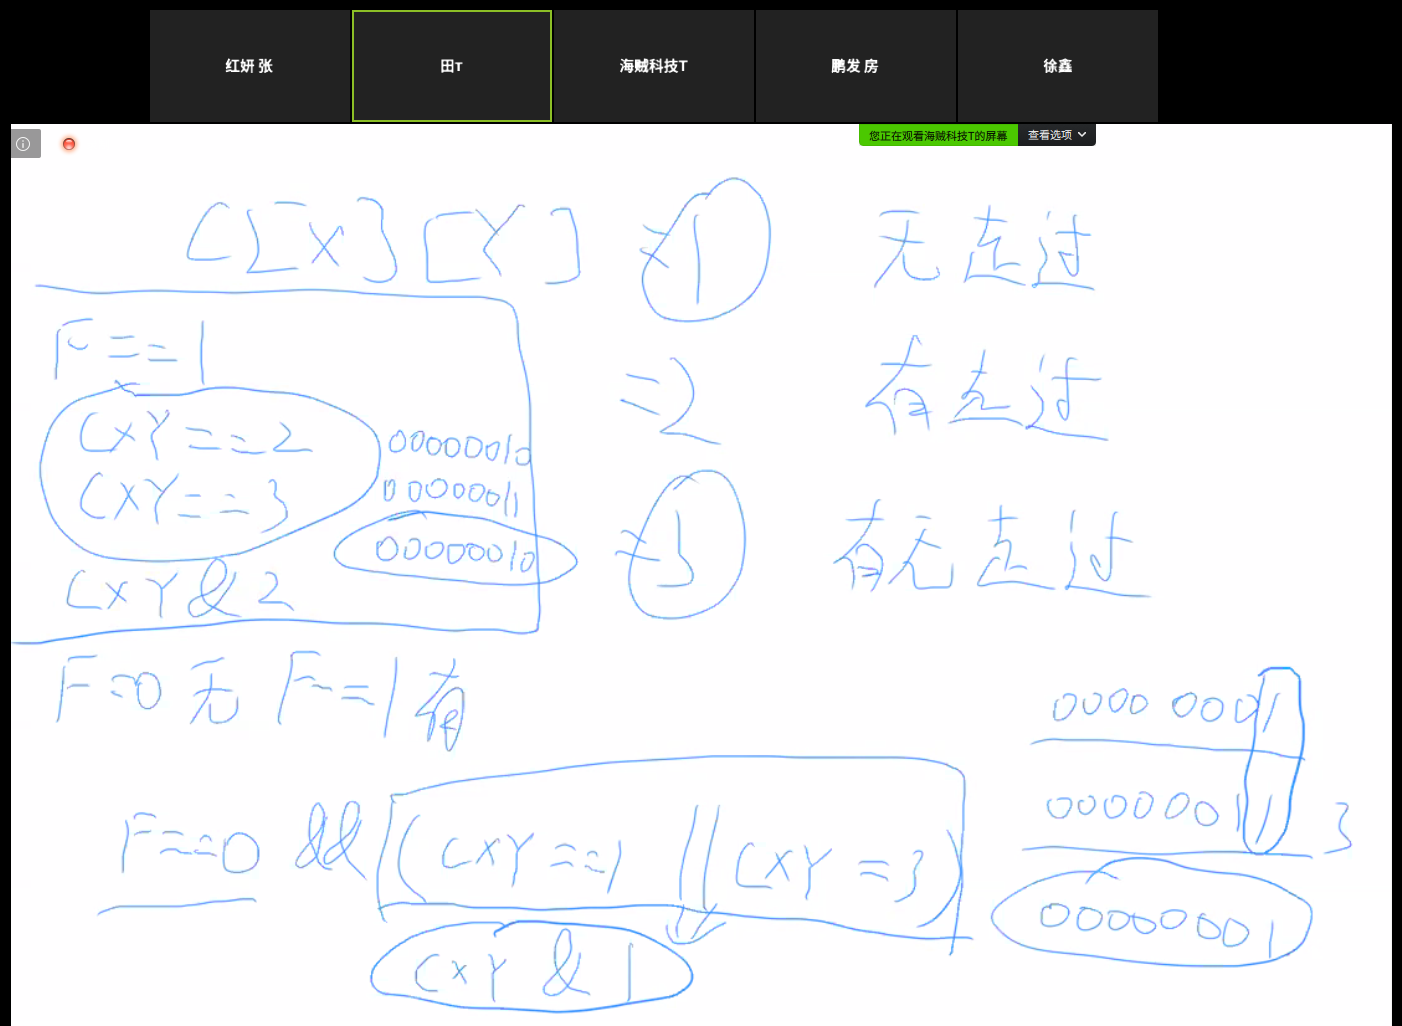 红妍 张
田T
海贼科技T
鹏发 房
徐鑫
您正在观看海贼科技T的屏幕
查看选项
C[X][Y] =1 无走过
F==1
=2 有走过
CXY==2 00000010
CXY==3 00000011
00000010
=3 有无走过
CXY&2
F=0 无 F==1 有
0000 0001
00000011 3
F==0 && (CXY==1 || CXY=3)
00000001
CXY & 1